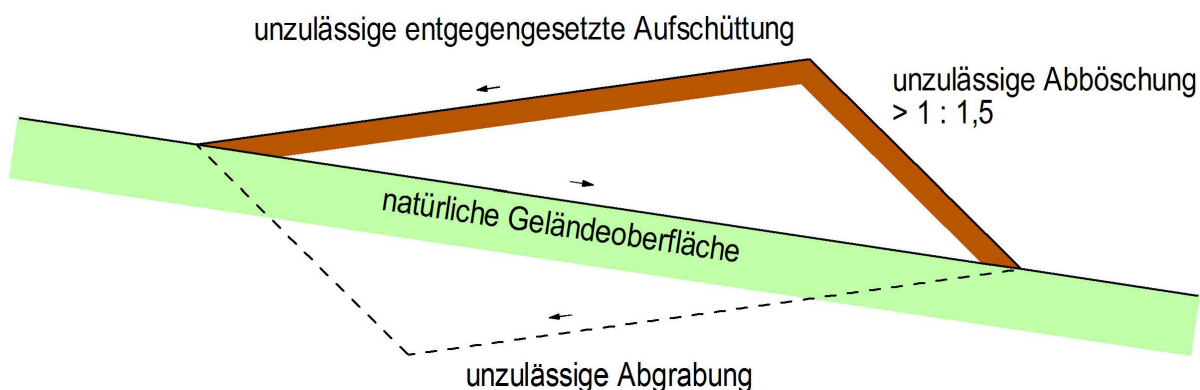 unzulässige entgegengesetzte Aufschüttung
unzulässige Abböschung
> 1 : 1,5
natürliche Geländeoberfläche
unzulässige Abgrabung